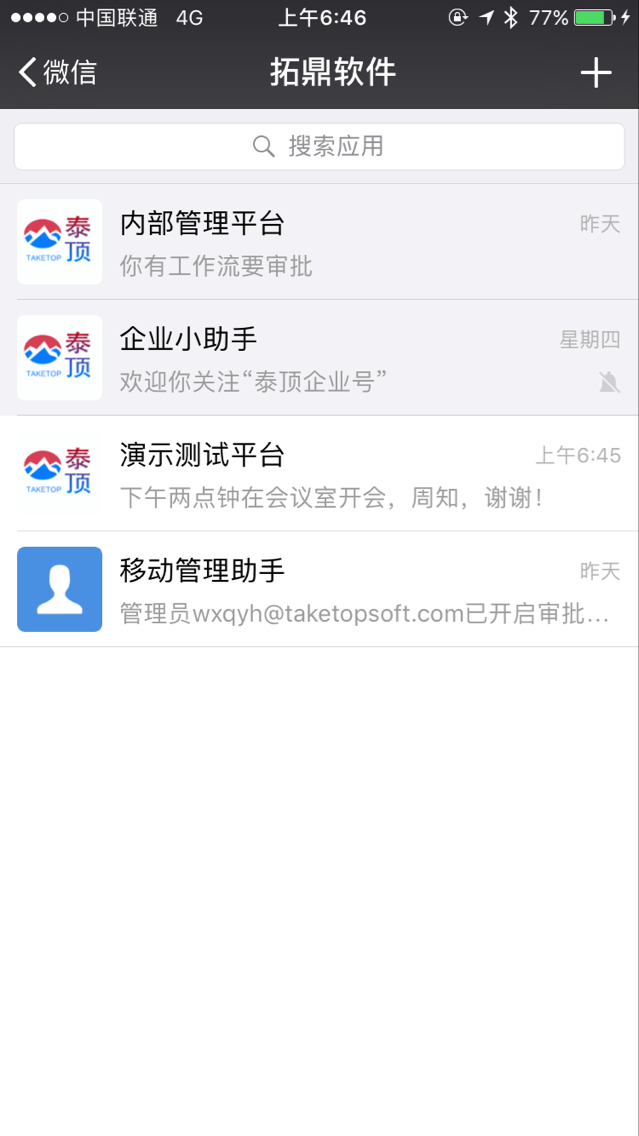 中国联通 4G 上午6:46 77%
微信 拓鼎软件
搜索应用
泰顶 TAKETOP
内部管理平台 昨天
你有工作流要审批
泰顶 TAKETOP
企业小助手 星期四
欢迎你关注“泰顶企业号”
泰顶 TAKETOP
演示测试平台 上午6:45
下午两点钟在会议室开会，周知，谢谢！
移动管理助手 昨天
管理员wxqyh@taketopsoft.com已开启审批...